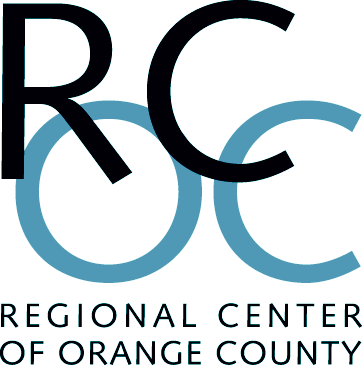 RC
OC
REGIONAL CENTER
OF ORANGE COUNTY